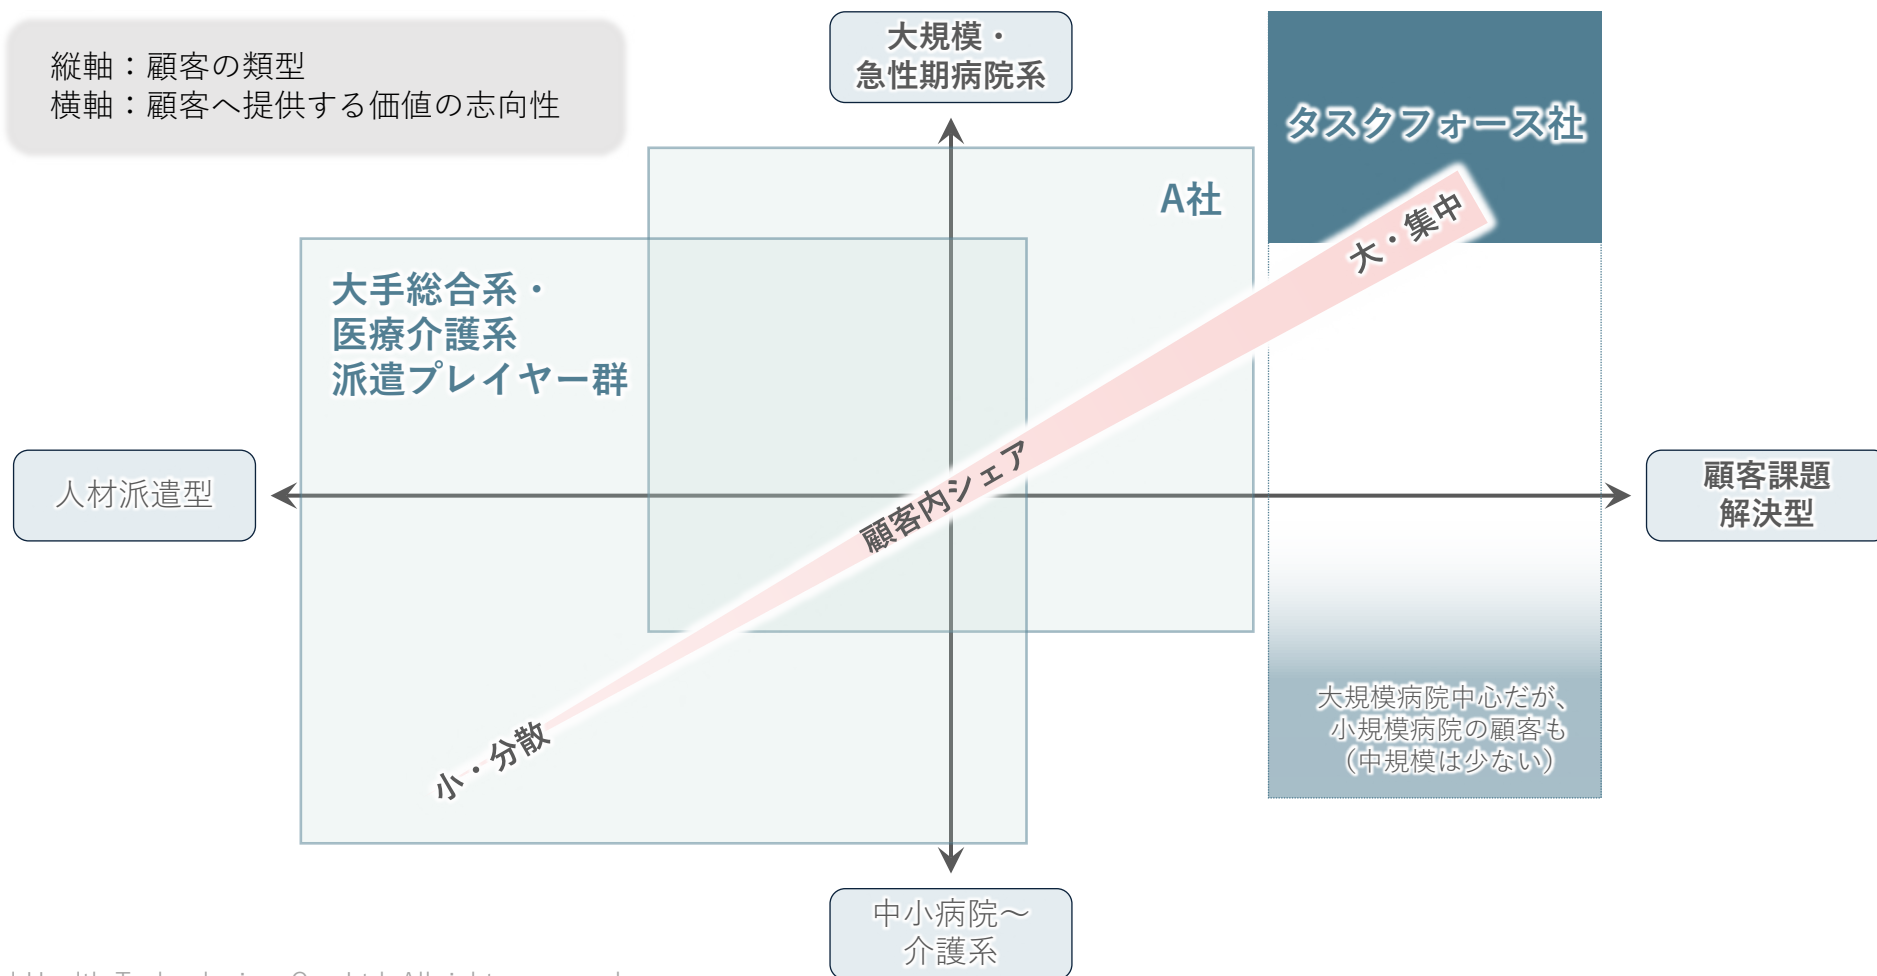 縦軸：顧客の類型
横軸：顧客へ提供する価値の志向性
大規模・
急性期病院系
タスクフォース社
A社
大・集中
大手総合系・
医療介護系
派遣プレイヤー群
顧客内シェア
人材派遣型
顧客課題
解決型
小・分散
大規模病院中心だが、
小規模病院の顧客も
（中規模は少ない）
中小病院～
介護系